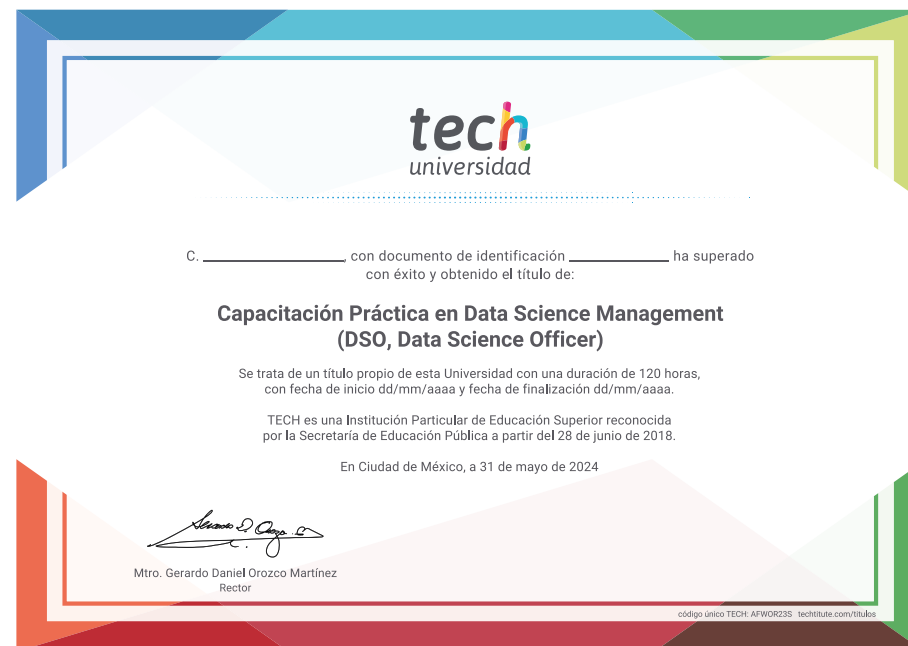 tech
universidad
C. ____________, con documento de identificación ____________ ha superado
con éxito y obtenido el título de:
Capacitación Práctica en Data Science Management
(DSO, Data Science Officer)
Se trata de un título propio de esta Universidad con una duración de 120 horas,
con fecha de inicio dd/mm/aaaa y fecha de finalización dd/mm/aaaa.
TECH es una Institución Particular de Educación Superior reconocida
por la Secretaría de Educación Pública a partir del 28 de junio de 2018.
En Ciudad de México, a 31 de mayo de 2024
Mtro. Gerardo Daniel Orozco Martínez
Rector
código único TECH: AFWOR23S techtitute.com/titulos